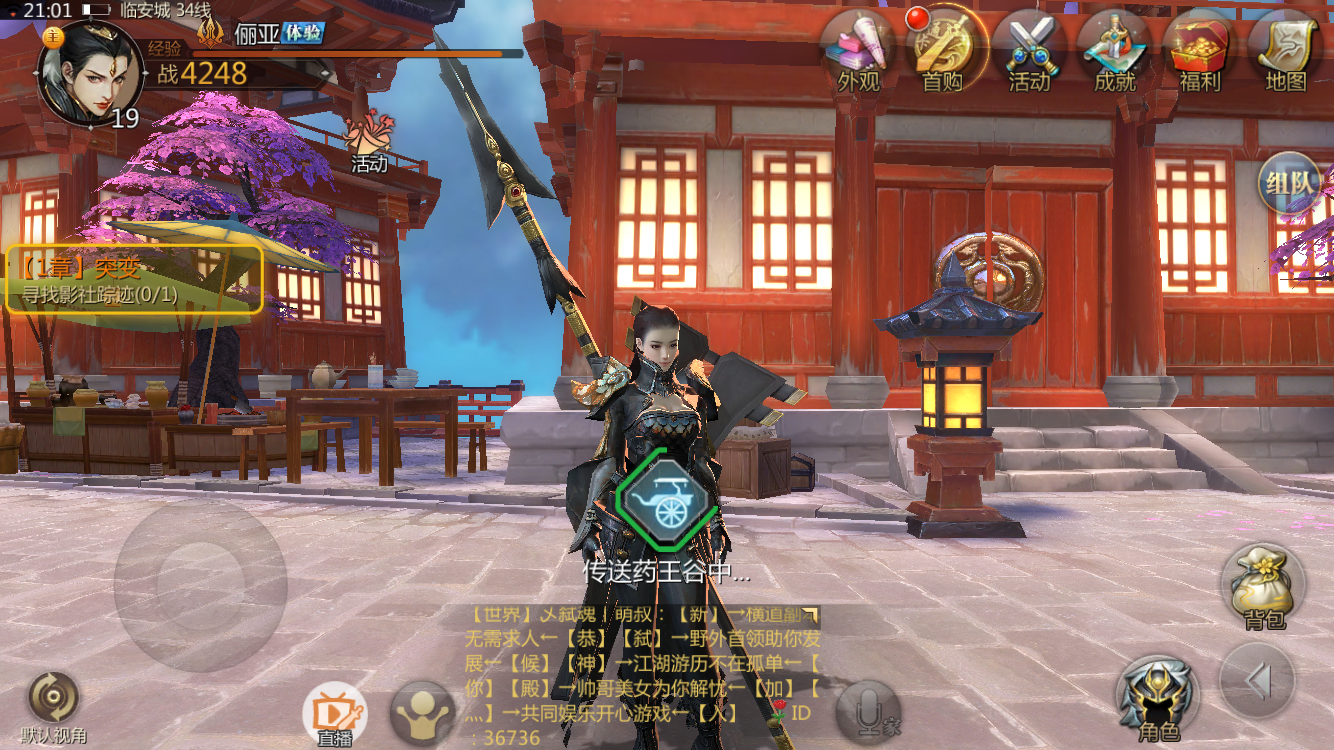 21:01 临安城 34线
主
俪亚 体验
经验
战4248
19
外观
首购
活动
成就
福利
地图
活动
组队
【1章】突变
寻找影社踪迹(0/1)
传送药王谷中...
【世界】乄弑魂丨萌叔：【新】→横道副本
无需求人←【恭】【弑】→野外首领助你发
展←【候】【神】→江湖游历不在孤单←【
你】【殿】→帅哥美女为你解忧←【加】【
灬】→共同娱乐开心游戏←【入】 ID
：36736
背包
默认视角
直播
家
角色